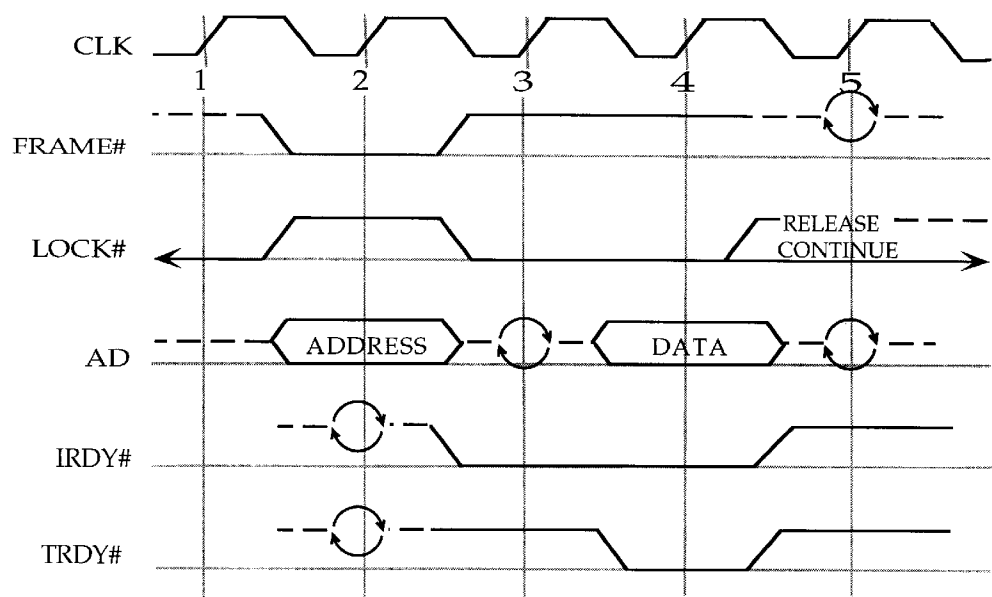 CLK
1 2 3 4 5
FRAME#
LOCK#
RELEASE
CONTINUE
AD
ADDRESS
DATA
IRDY#
TRDY#